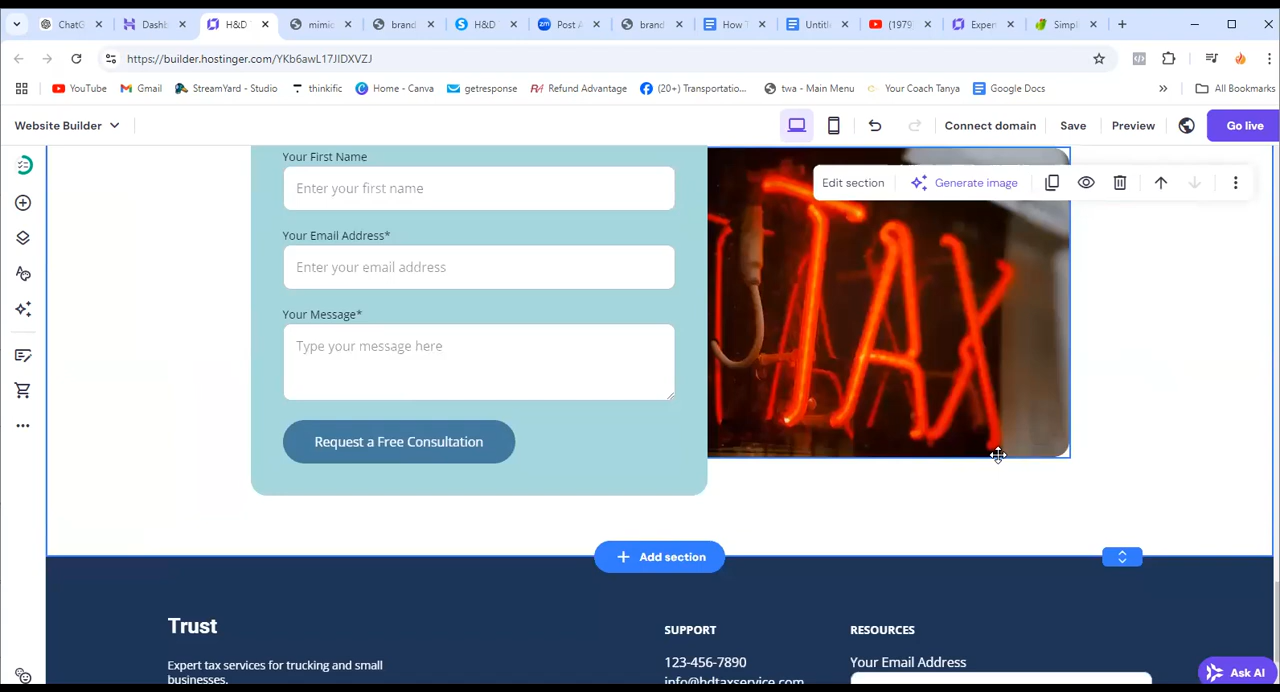 ChatG
Dashb
H&D
mimic
brand
H&D
Post A
brand
How T
Untitl
(1979)
Expert
Simpl
https://builder.hostinger.com/YKb6awL17JIDXVZJ
YouTube
Gmail
StreamYard - Studio
thinkific
Home - Canva
getresponse
Refund Advantage
(20+) Transportatio...
twa - Main Menu
Your Coach Tanya
Google Docs
»
All Bookmarks
Website Builder
Connect domain
Save
Preview
Go live
Your First Name
Enter your first name
Edit section
Generate image
Your Email Address*
Enter your email address
TAX
Your Message*
Type your message here
Request a Free Consultation
+ Add section
Trust
SUPPORT
RESOURCES
Expert tax services for trucking and small
businesses.
123-456-7890
info@hdtaxservice.com
Your Email Address
Ask AI